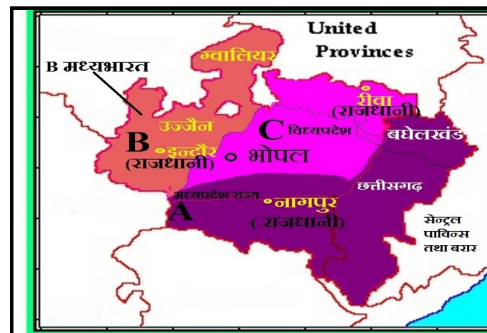 United
Provinces
ग्वालियर
B मध्यभारत
रीवा
(राजधानी)
उज्जैन
C विध्यप्रदेश
बघेलखंड
B
इन्दौर
(राजधानी)
भोपल
छत्तीसगढ़
मध्यप्रदेश-राज्य
A
नागपुर
(राजधानी)
सेन्ट्रल
पाविन्स
तथा बरार